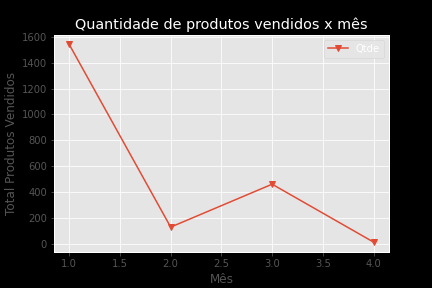 Quantidade de produtos vendidos x mês
Qtde
Total Produtos Vendidos
1600
1400
1200
1000
800
600
400
200
0
1.0 1.5 2.0 2.5 3.0 3.5 4.0
Mês